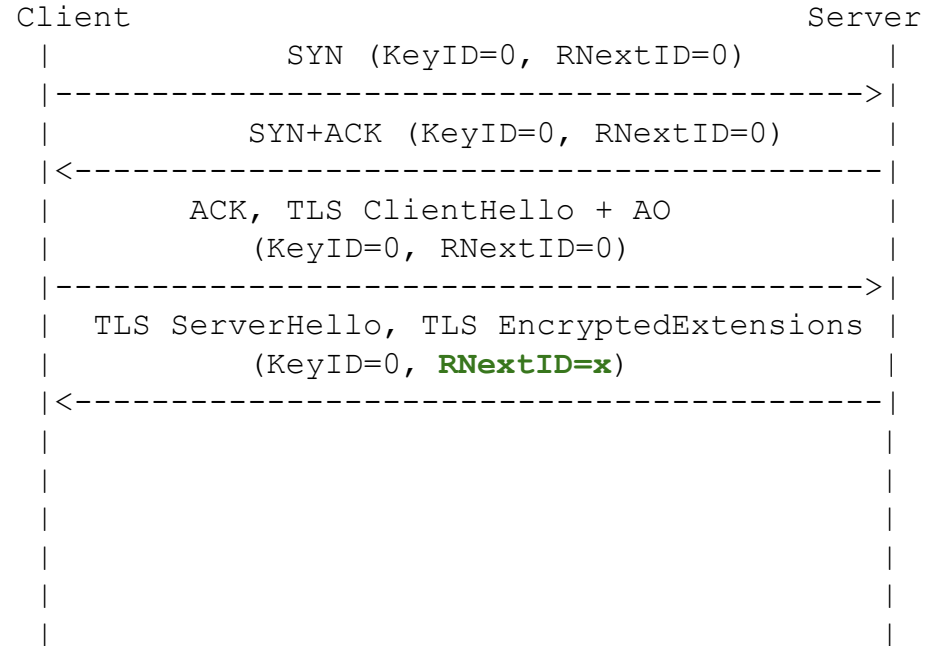 Client Server
SYN (KeyID=0, RNextID=0)
SYN+ACK (KeyID=0, RNextID=0)
ACK, TLS ClientHello + AO
(KeyID=0, RNextID=0)
TLS ServerHello, TLS EncryptedExtensions
(KeyID=0, RNextID=x)